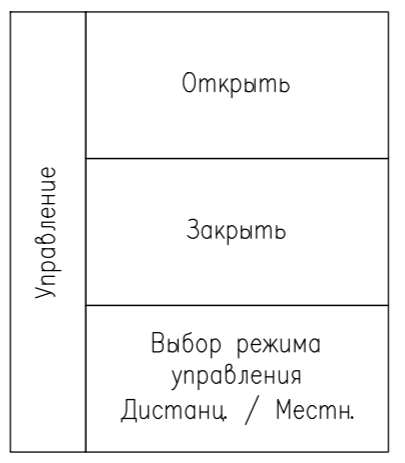 Управление
Открыть
Закрыть
Выбор режима
управления
Дистанц. / Местн.